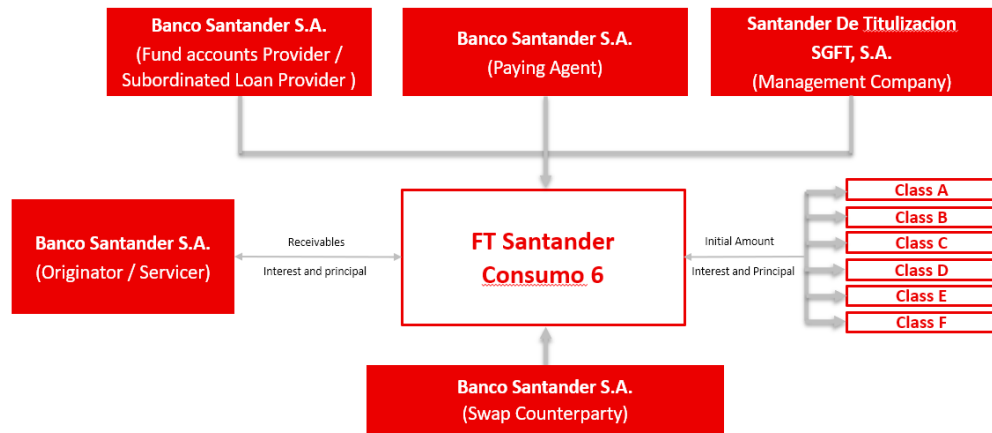 Banco Santander S.A.
(Fund accounts Provider /
Subordinated Loan Provider )
Banco Santander S.A.
(Paying Agent)
Santander De Titulizacion
SGFT, S.A.
(Management Company)
Banco Santander S.A.
(Originator / Servicer)
Receivables
Interest and principal
FT Santander
Consumo 6
Initial Amount
Interest and Principal
Class A
Class B
Class C
Class D
Class E
Class F
Banco Santander S.A.
(Swap Counterparty)